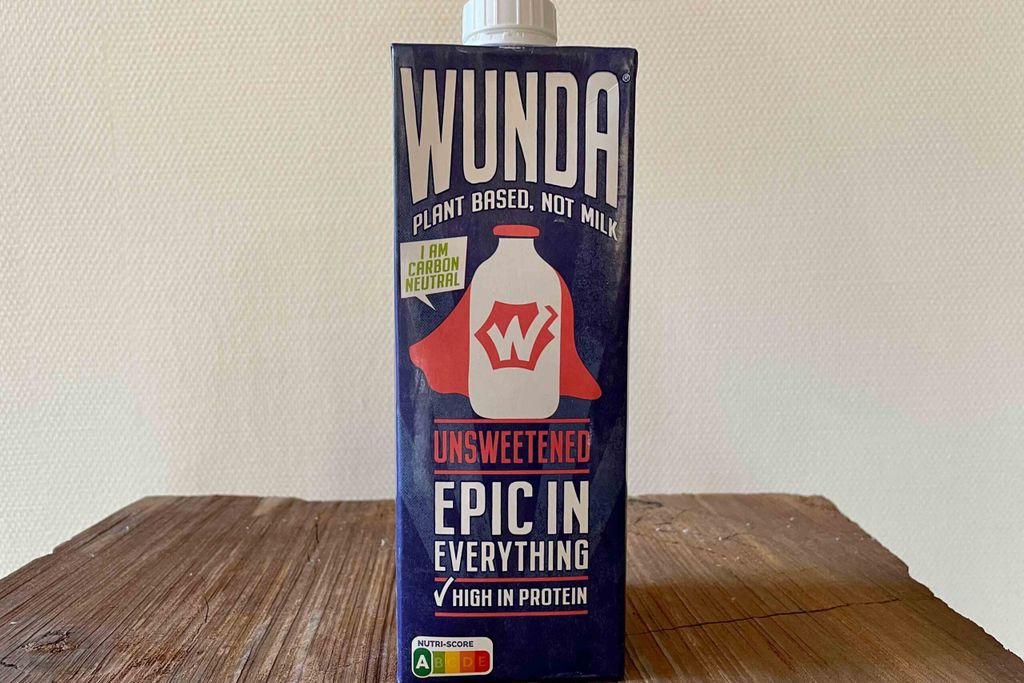 WUNDA®
PLANT BASED, NOT MILK
I AM
CARBON
NEUTRAL
W
UNSWEETENED
EPIC IN
EVERYTHING
HIGH IN PROTEIN
NUTRI-SCORE
A B C D E